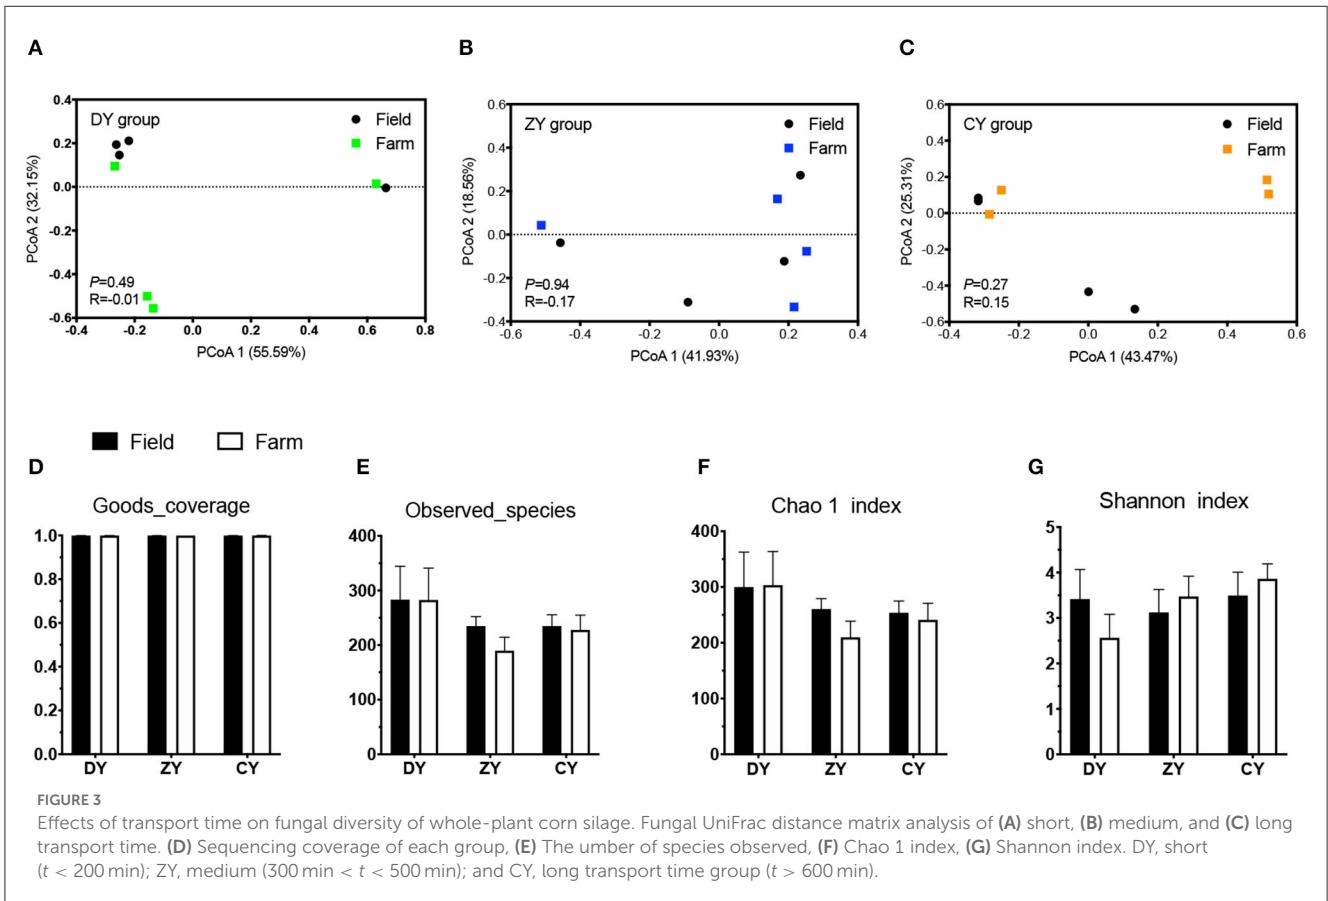 A
B
C
DY group
Field
Farm
P=0.49
R=-0.01
0.4
0.2
0.0
-0.2
-0.4
-0.6
-0.4
-0.2
0.0
0.2
0.4
0.6
0.8
PCoA 2 (32.15%)
PCoA 1 (55.59%)
ZY group
Field
Farm
P=0.94
R=-0.17
0.6
0.4
0.2
0.0
-0.2
-0.4
-0.6
-0.4
-0.2
0.0
0.2
0.4
PCoA 2 (18.56%)
PCoA 1 (41.93%)
CY group
Field
Farm
P=0.27
R=0.15
0.6
0.4
0.2
0.0
-0.2
-0.4
-0.6
-0.4
-0.2
0.0
0.2
0.4
0.6
PCoA 2 (25.31%)
PCoA 1 (43.47%)
Field Farm
D
Goods_coverage
1.0
0.8
0.6
0.4
0.2
0.0
DY ZY CY
E
Observed_species
400
300
200
100
0
DY ZY CY
F
Chao 1 index
400
300
200
100
0
DY ZY CY
G
Shannon index
5
4
3
2
1
0
DY ZY CY
FIGURE 3
Effects of transport time on fungal diversity of whole-plant corn silage. Fungal UniFrac distance matrix analysis of (A) short, (B) medium, and (C) long
transport time. (D) Sequencing coverage of each group, (E) The umber of species observed, (F) Chao 1 index, (G) Shannon index. DY, short
(t < 200 min); ZY, medium (300 min < t < 500 min); and CY, long transport time group (t > 600 min).